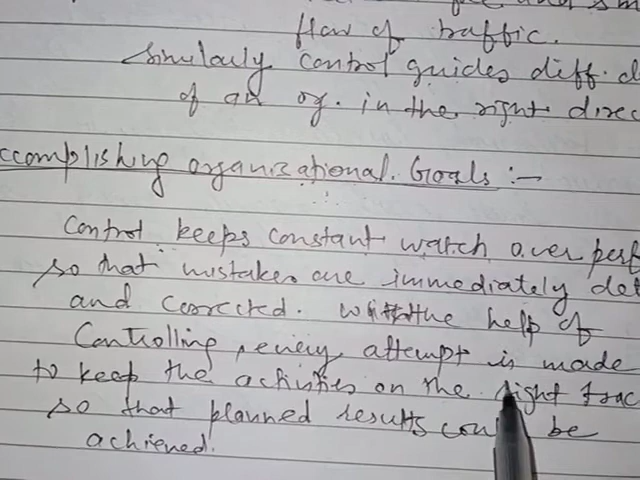 flow of traffic.
Similarly control guides diff. d
of an org. in the right direc
ccomplishing organizational. Goals :-
Control keeps constant watch over perf
so that mistakes are immediately det
and corrected. With the help of
Controlling, every attempt is made
to keep the activities on the right trac
so that planned results could be
achieved.